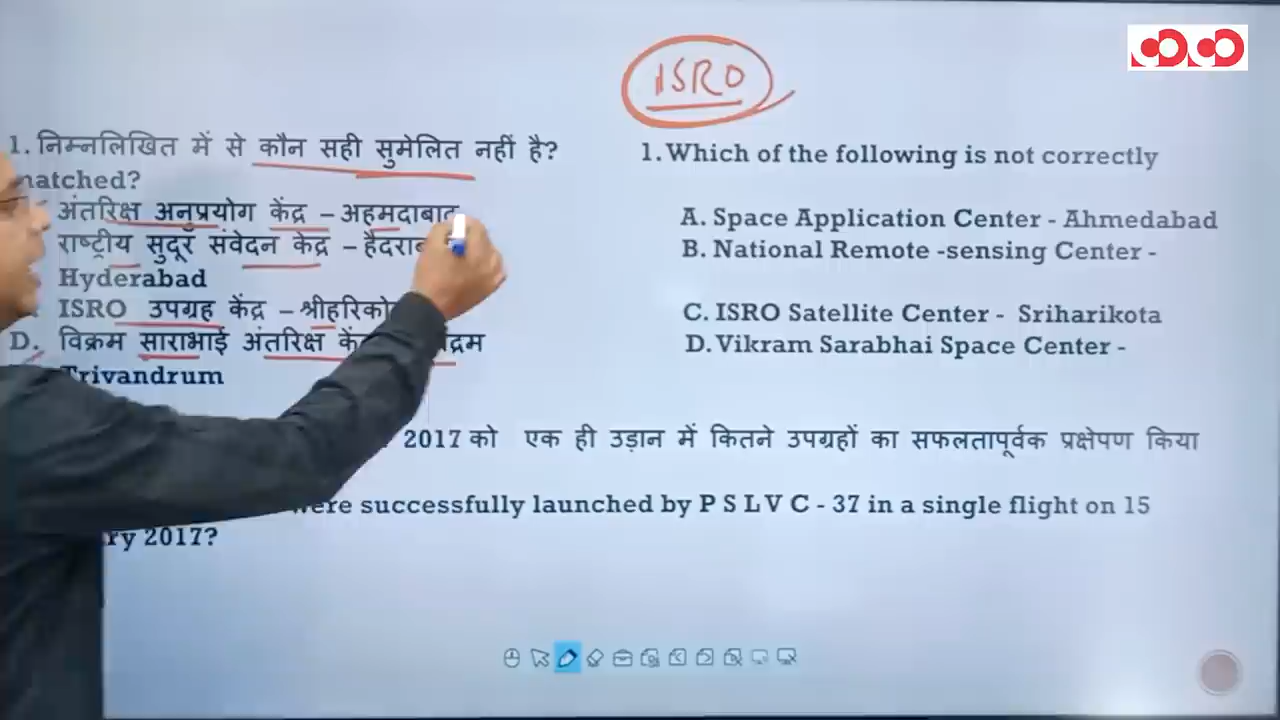 ISRO
1. निम्नलिखित में से कौन सही सुमेलित नहीं है? 1. Which of the following is not correctly
matched?
अंतरिक्ष अनुप्रयोग केंद्र – अहमदाबाद A. Space Application Center - Ahmedabad
राष्ट्रीय सुदूर संवेदन केंद्र – B. National Remote -sensing Center -
Hyderabad
ISRO उपग्रह केंद्र – C. ISRO Satellite Center - Sriharikota
D. विक्रम साराभाई अंतरिक्ष D. Vikram Sarabhai Space Center -
Trivandrum
2017 को एक ही उड़ान में कितने उपग्रहों का सफलतापूर्वक प्रक्षेपण किया
were successfully launched by P S L V C - 37 in a single flight on 15
2017?